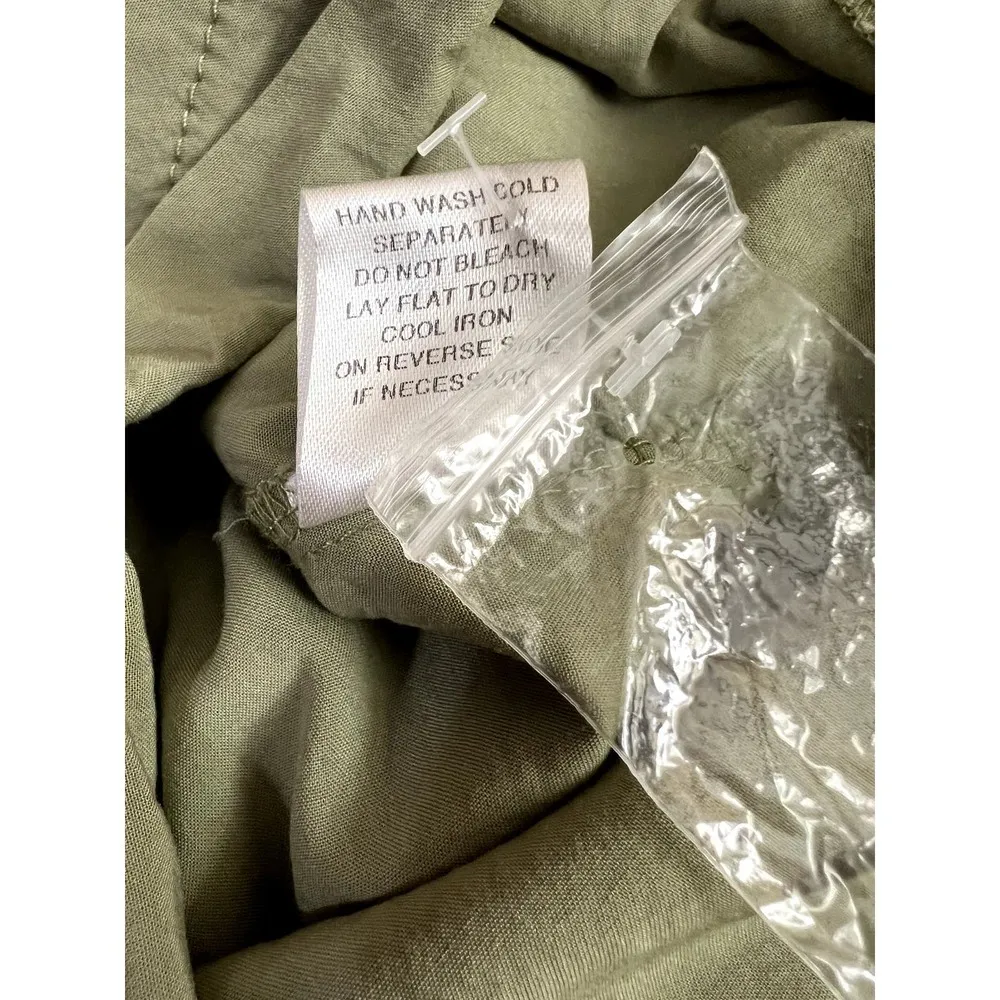 HAND WASH COLD
SEPARATELY
DO NOT BLEACH
LAY FLAT TO DRY
COOL IRON
ON REVERSE SIDE
IF NECESSARY